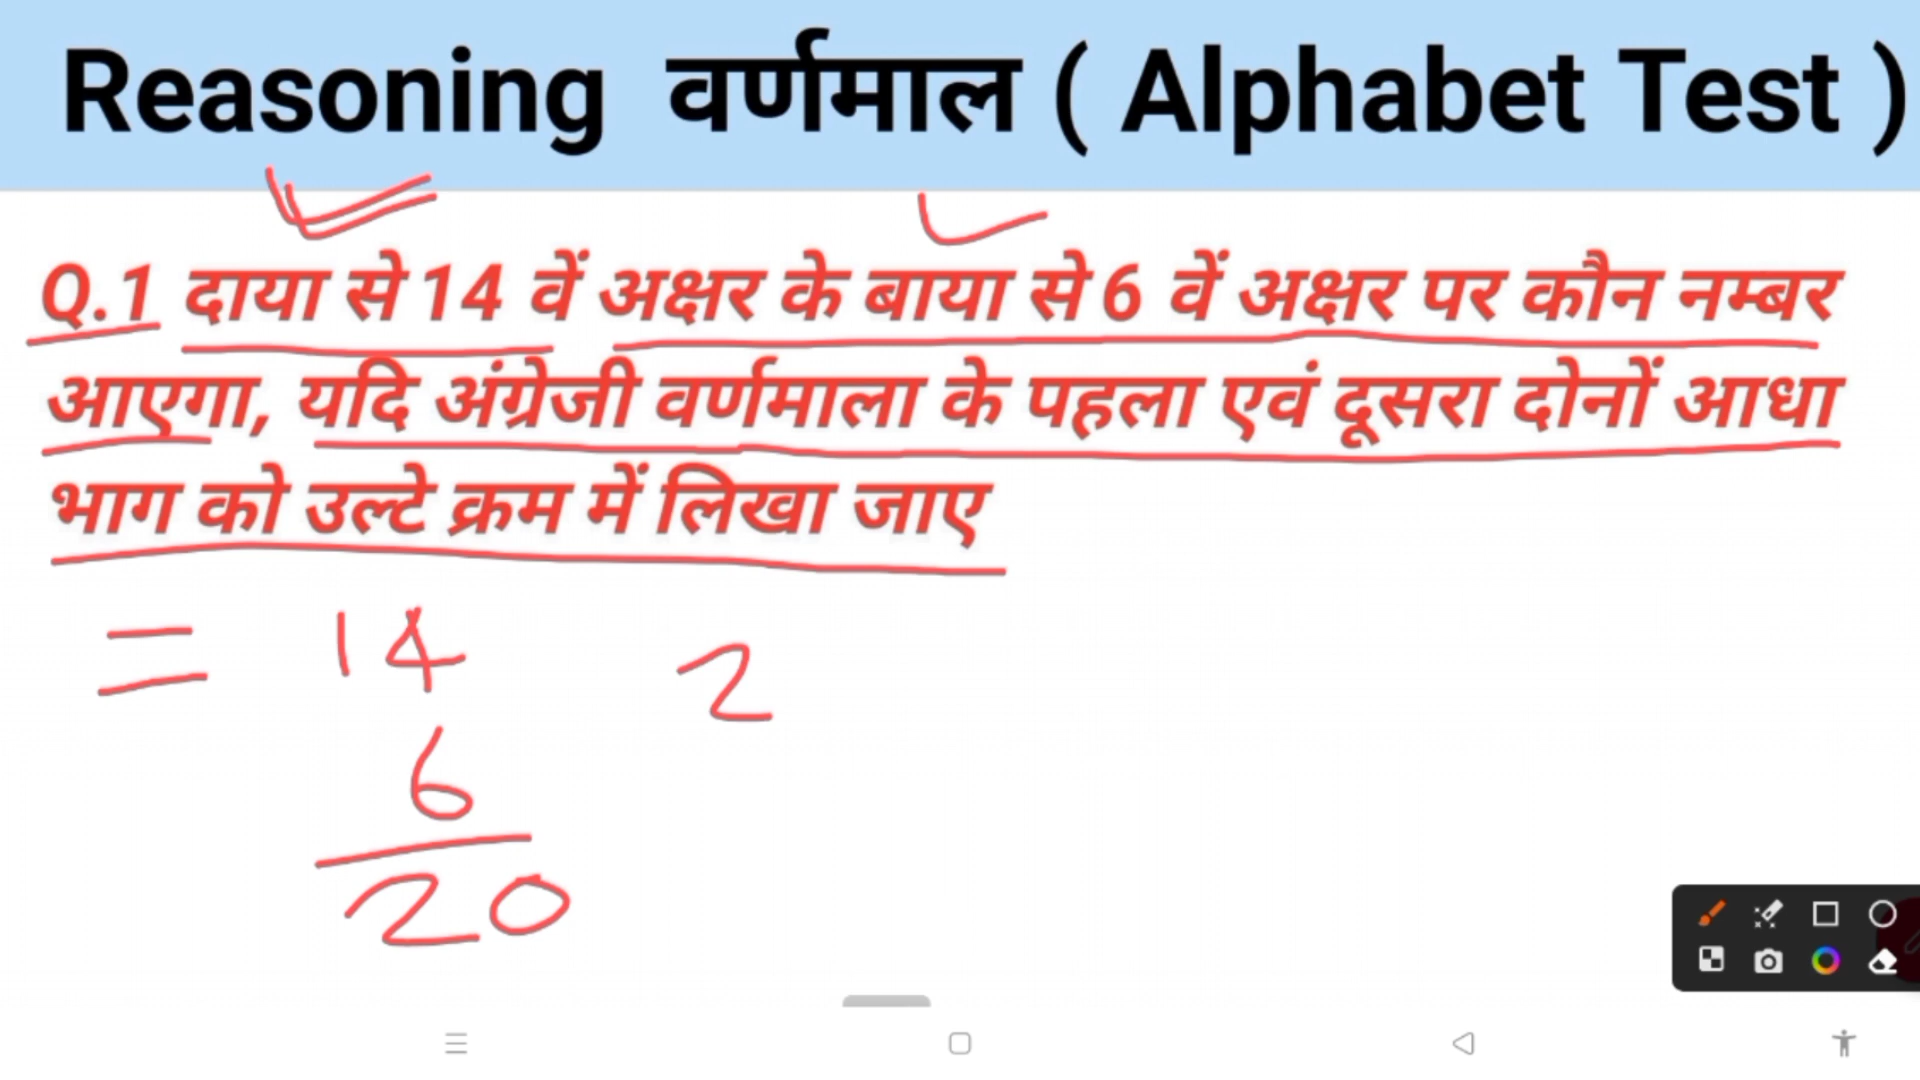 Reasoning वर्णमाल ( Alphabet Test )
Q.1 दाया से 14 वें अक्षर के बाया से 6 वें अक्षर पर कौन नम्बर
आएगा, यदि अंग्रेजी वर्णमाला के पहला एवं दूसरा दोनों आधा
भाग को उल्टे क्रम में लिखा जाए
= 14 2
6
20